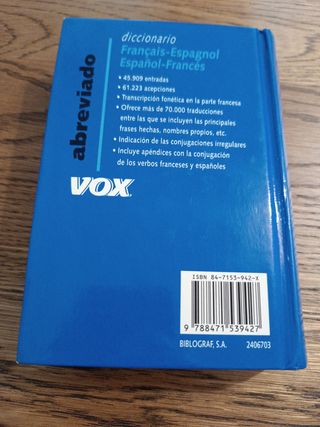 abreviado
VOX
diccionario
Français-Espagnol
Español-Francés
• 45.909 entradas
• 61.223 acepciones
• Transcripción fonética en la parte francesa
• Ofrece más de 70.000 traducciones
entre las que se incluyen las principales
frases hechas, nombres propios, etc.
• Indicación de las conjugaciones irregulares
• Incluye apéndices con la conjugación
de los verbos franceses y españoles
ISBN 84-7153-942-X
9 788471 539427
BIBLOGRAF, S.A. 2406703